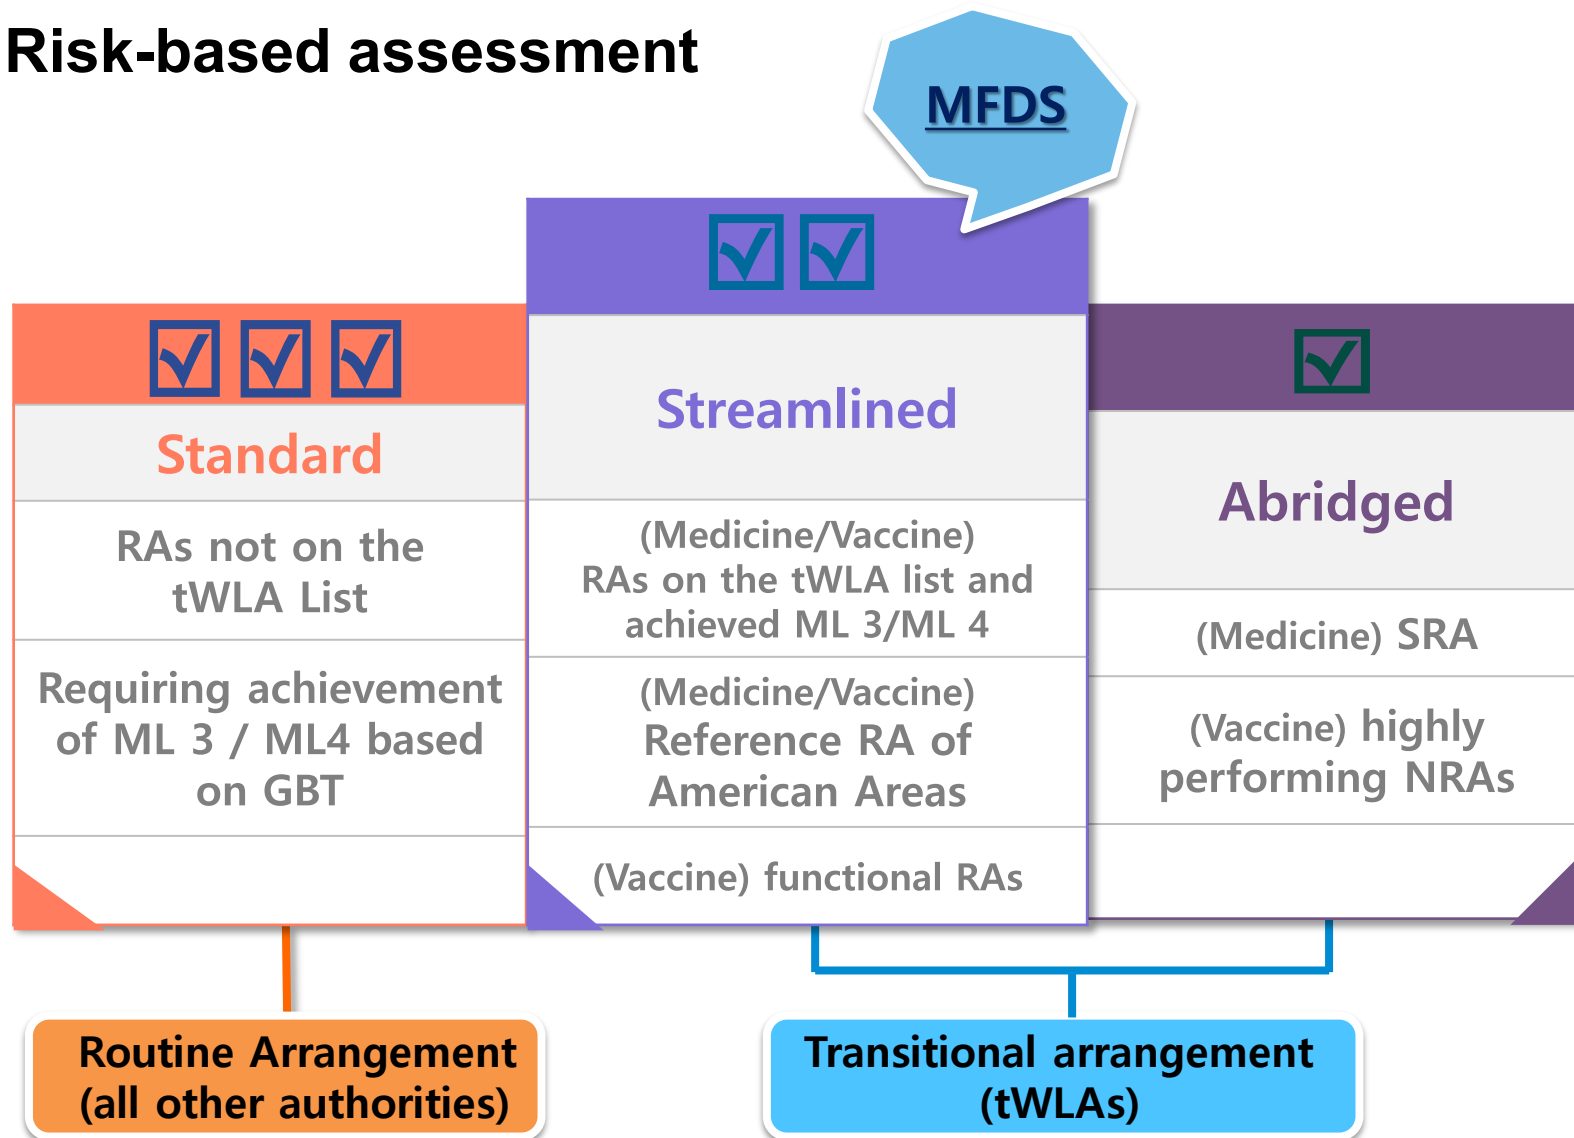 Risk-based assessment
MFDS
Standard
RAs not on the
tWLA List
Requiring achievement
of ML 3 / ML4 based
on GBT
Streamlined
(Medicine/Vaccine)
RAs on the tWLA list and
achieved ML 3/ML 4
(Medicine/Vaccine)
Reference RA of
American Areas
(Vaccine) functional RAs
Abridged
(Medicine) SRA
(Vaccine) highly
performing NRAs
Routine Arrangement
(all other authorities)
Transitional arrangement
(tWLAs)